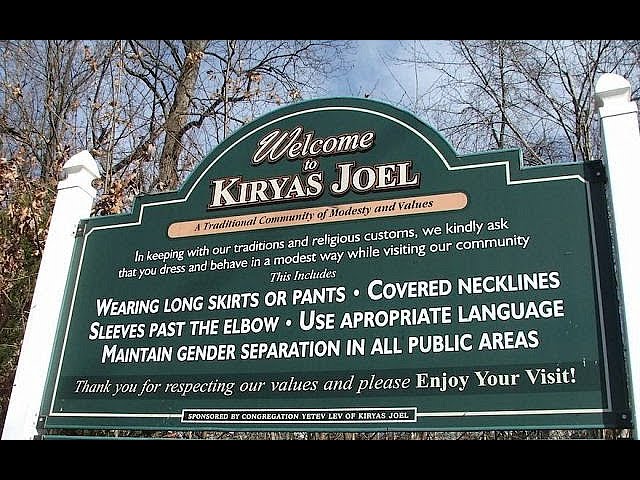 Welcome
to
KIRYAS JOEL
A Traditional Community of Modesty and Values
In keeping with our traditions and religious customs, we kindly ask
that you dress and behave in a modest way while visiting our community
This Includes
WEARING LONG SKIRTS OR PANTS • COVERED NECKLINES
SLEEVES PAST THE ELBOW • USE APROPRIATE LANGUAGE
MAINTAIN GENDER SEPARATION IN ALL PUBLIC AREAS
Thank you for respecting our values and please Enjoy Your Visit!
SPONSORED BY CONGREGATION YETEV LEV OF KIRYAS JOEL